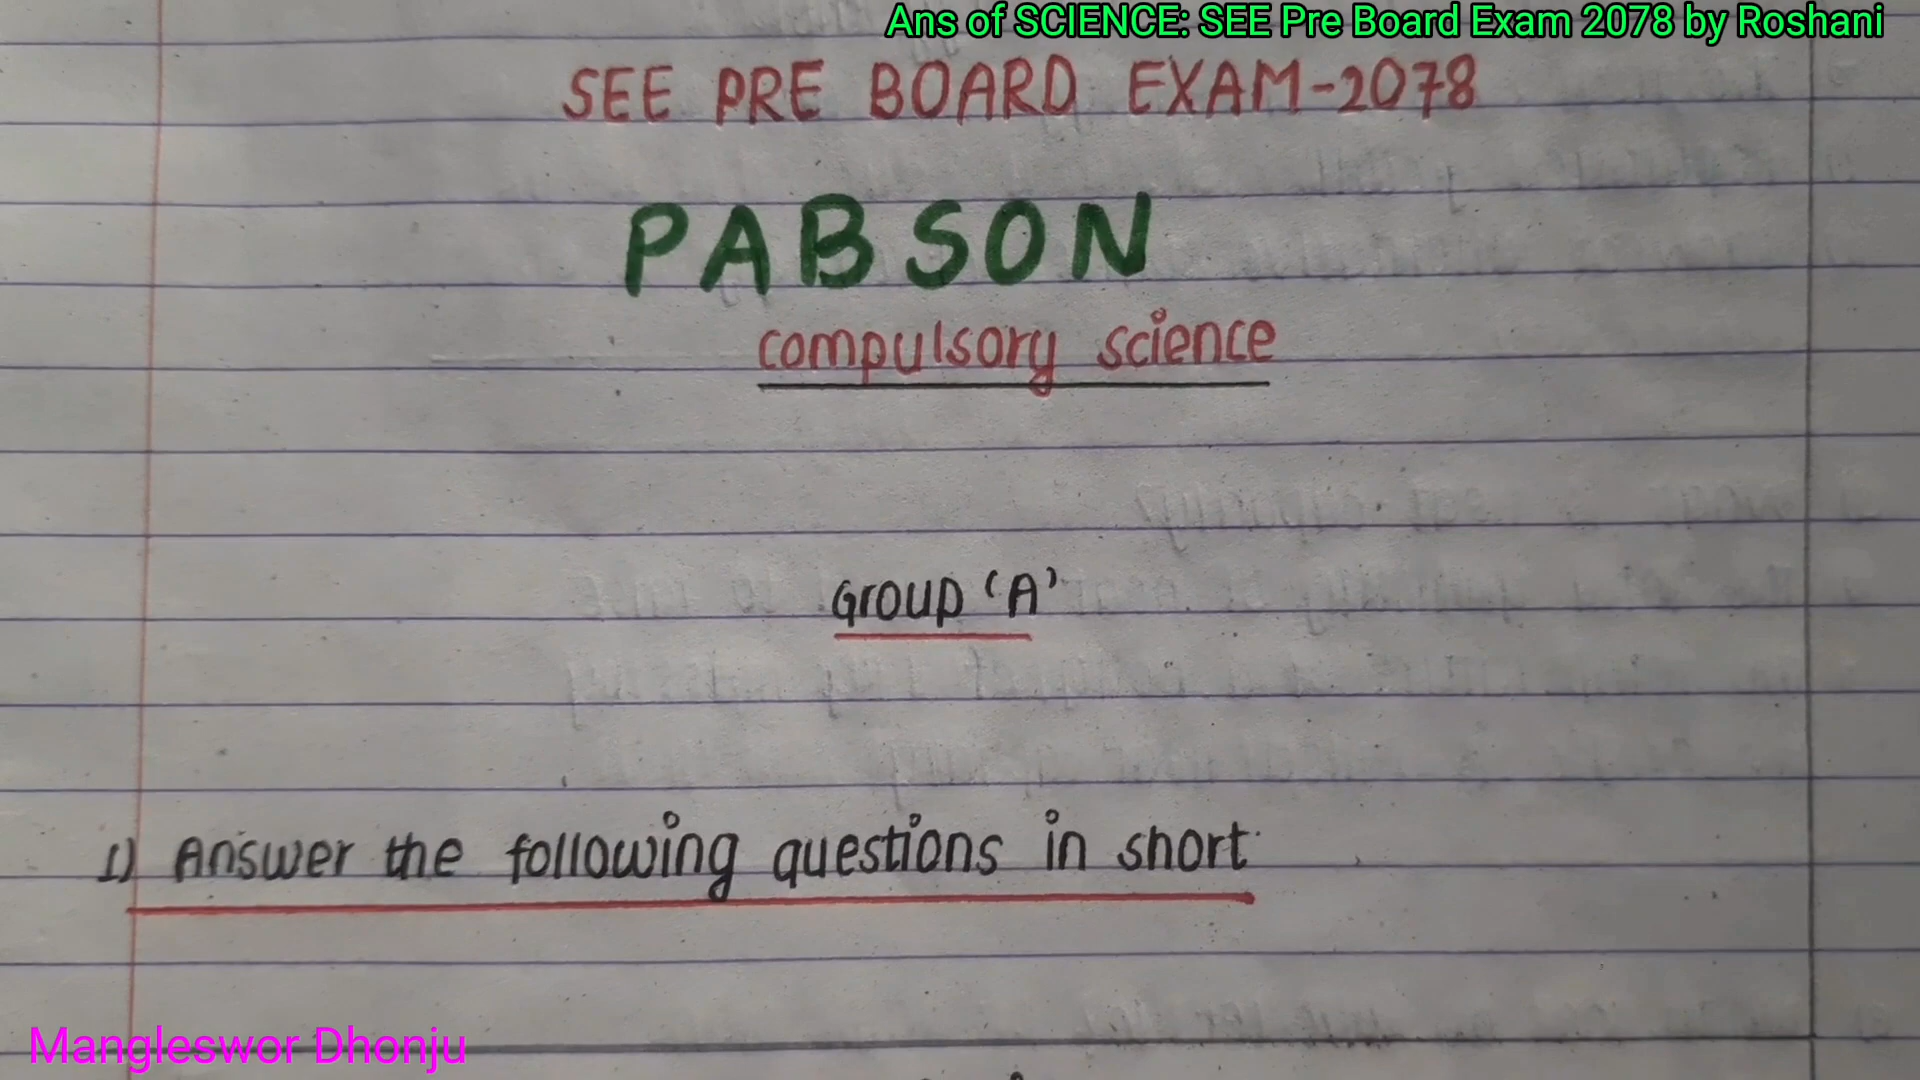 Ans of SCIENCE: SEE Pre Board Exam 2078 by Roshani
SEE PRE BOARD EXAM-2078
PABSON
compulsory science
Group 'A'
1) Answer the following questions in short.
Mangleswor Dhonju